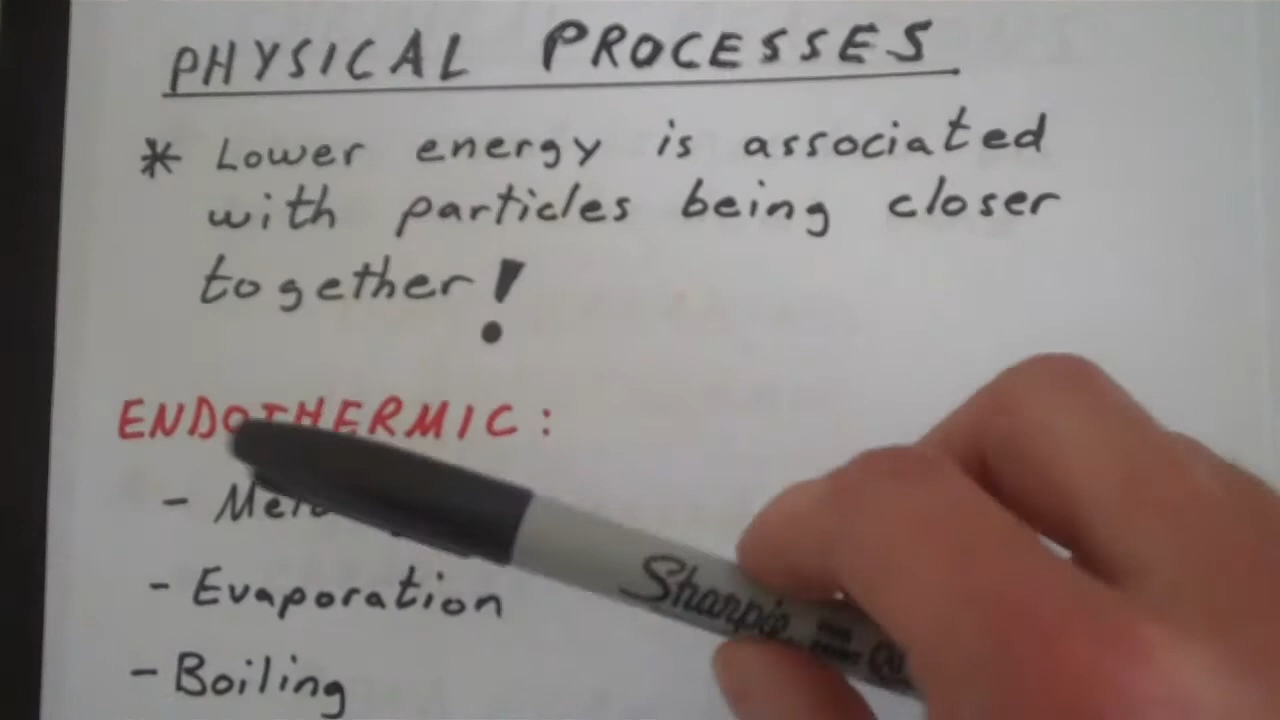 PHYSICAL PROCESSES
* Lower energy is associated
with particles being closer
together!
ENDOTHERMIC:
-
- Evaporation
- Boiling
Sharpie